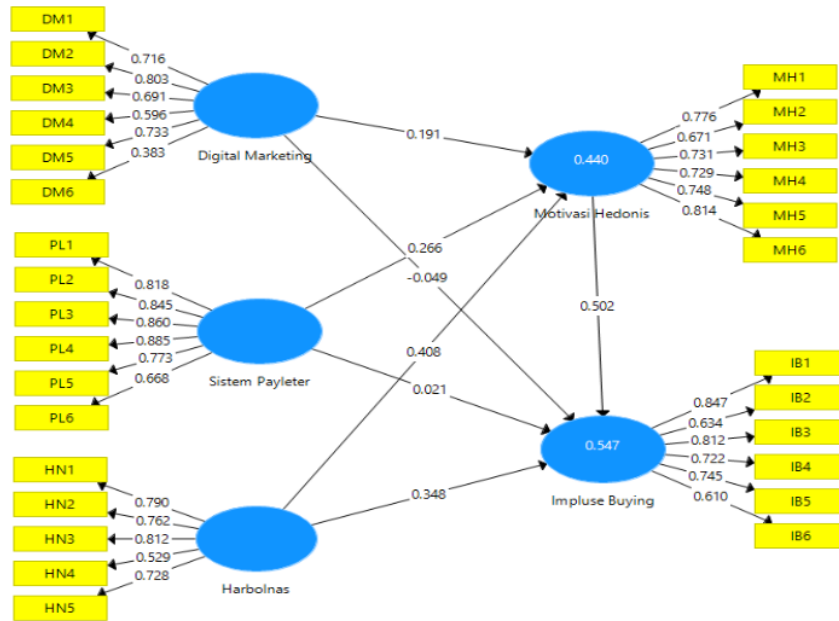 DM1
DM2
DM3
DM4
DM5
DM6
0.716
0.803
0.691
0.596
0.733
0.383
Digital Marketing
PL1
PL2
PL3
PL4
PL5
PL6
0.818
0.845
0.860
0.885
0.773
0.668
Sistem Payleter
HN1
HN2
HN3
HN4
HN5
0.790
0.762
0.812
0.529
0.728
Harbolnas
0.191
0.266
-0.049
0.408
0.021
0.348
0.502
0.440
Motivasi Hedonis
0.776
0.671
0.731
0.729
0.748
0.814
MH1
MH2
MH3
MH4
MH5
MH6
0.547
Impluse Buying
0.847
0.634
0.812
0.722
0.745
0.610
IB1
IB2
IB3
IB4
IB5
IB6